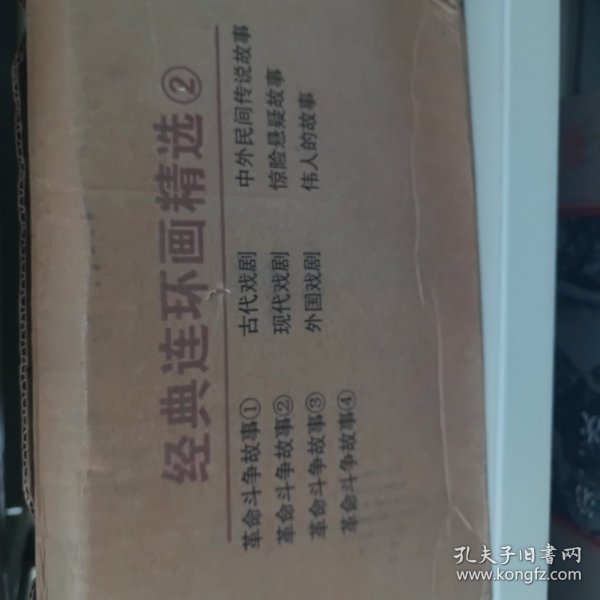 经典连环画精选②
革命斗争故事① 古代戏剧 中外民间传说故事
革命斗争故事② 现代戏剧 惊险悬疑故事
革命斗争故事③ 外国戏剧 伟人的故事
革命斗争故事④
孔夫子旧书网
www.kongfz.com